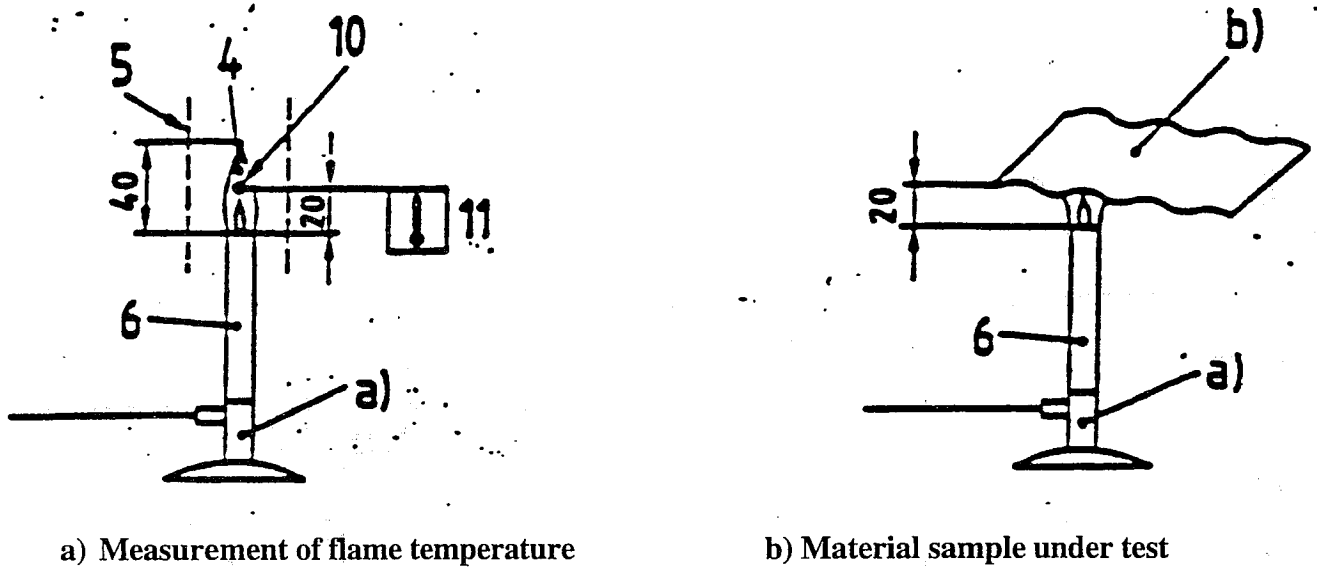 10
5
4
40
20
11
6
a)
b)
20
6
a)
a) Measurement of flame temperature
b) Material sample under test